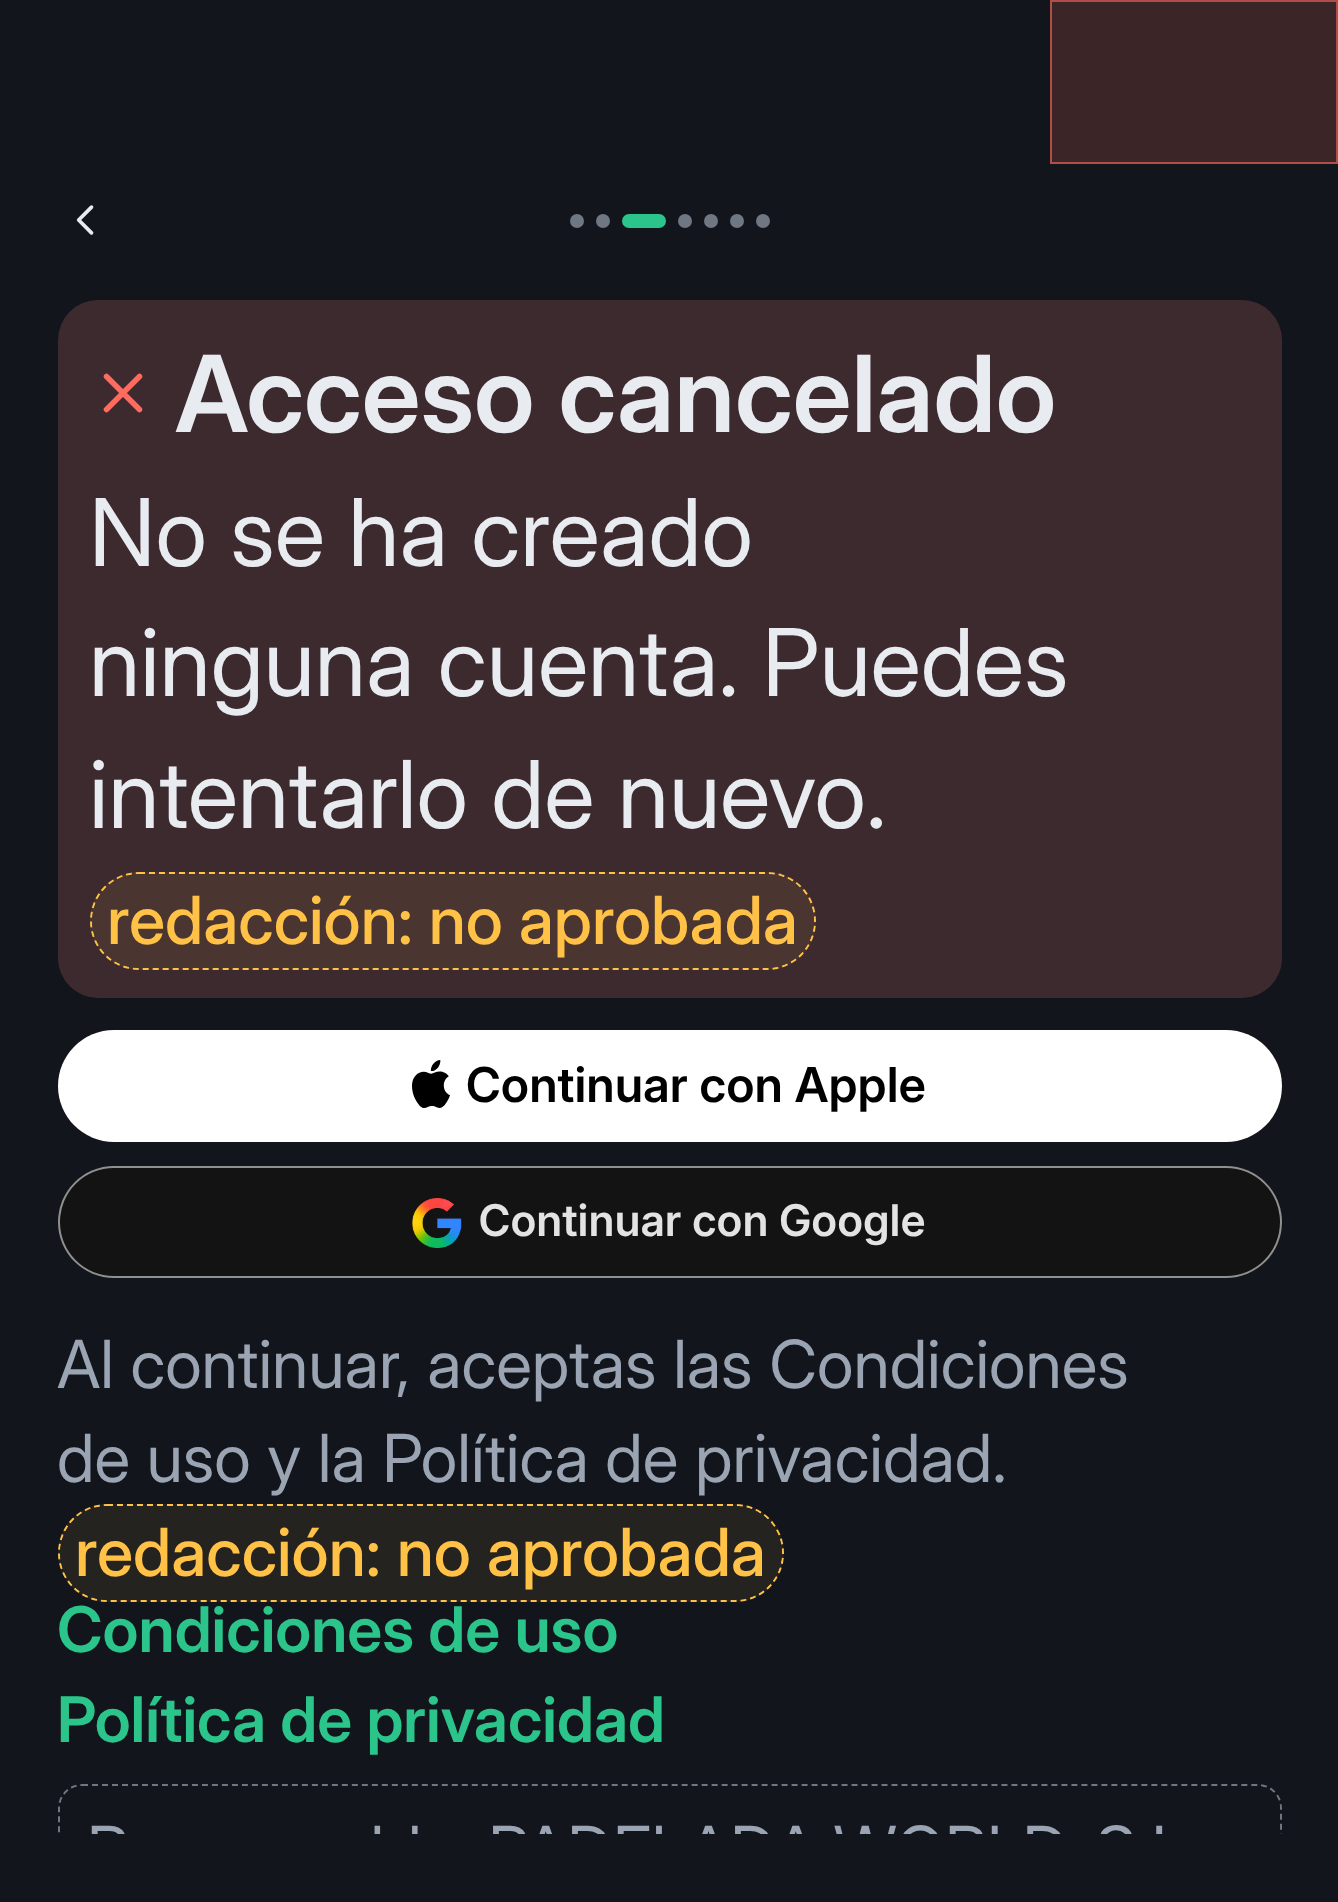 Acceso cancelado
No se ha creado
ninguna cuenta. Puedes
intentarlo de nuevo.
redacción: no aprobada
Continuar con Apple
Continuar con Google
Al continuar, aceptas las Condiciones
de uso y la Política de privacidad.
redacción: no aprobada
Condiciones de uso
Política de privacidad
PADELADA WORLD